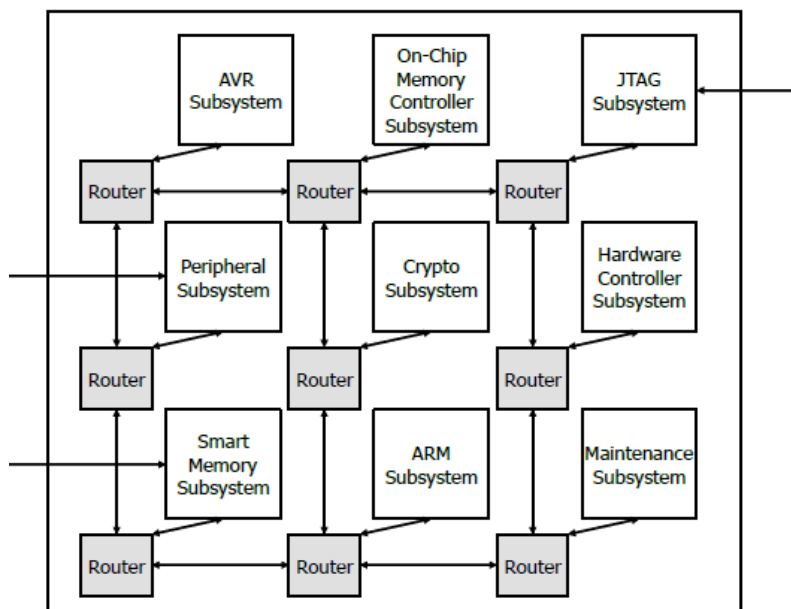 AVR
Subsystem
On-Chip
Memory
Controller
Subsystem
JTAG
Subsystem
Router
Router
Router
Peripheral
Subsystem
Crypto
Subsystem
Hardware
Controller
Subsystem
Router
Router
Router
Smart
Memory
Subsystem
ARM
Subsystem
Maintenance
Subsystem
Router
Router
Router